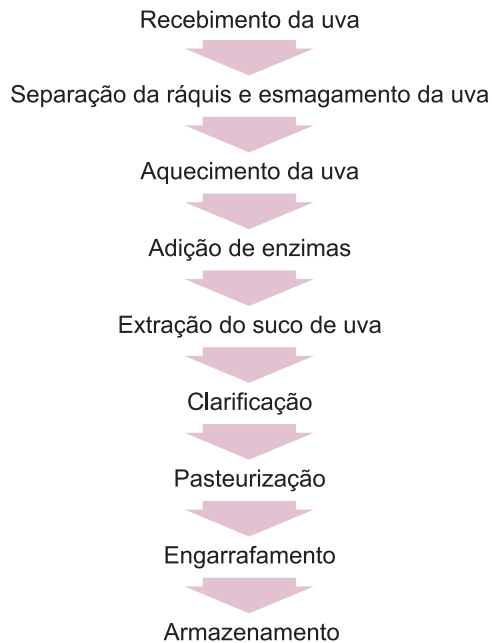 Recebimento da uva
Separação da ráquis e esmagamento da uva
Aquecimento da uva
Adição de enzimas
Extração do suco de uva
Clarificação
Pasteurização
Engarrafamento
Armazenamento